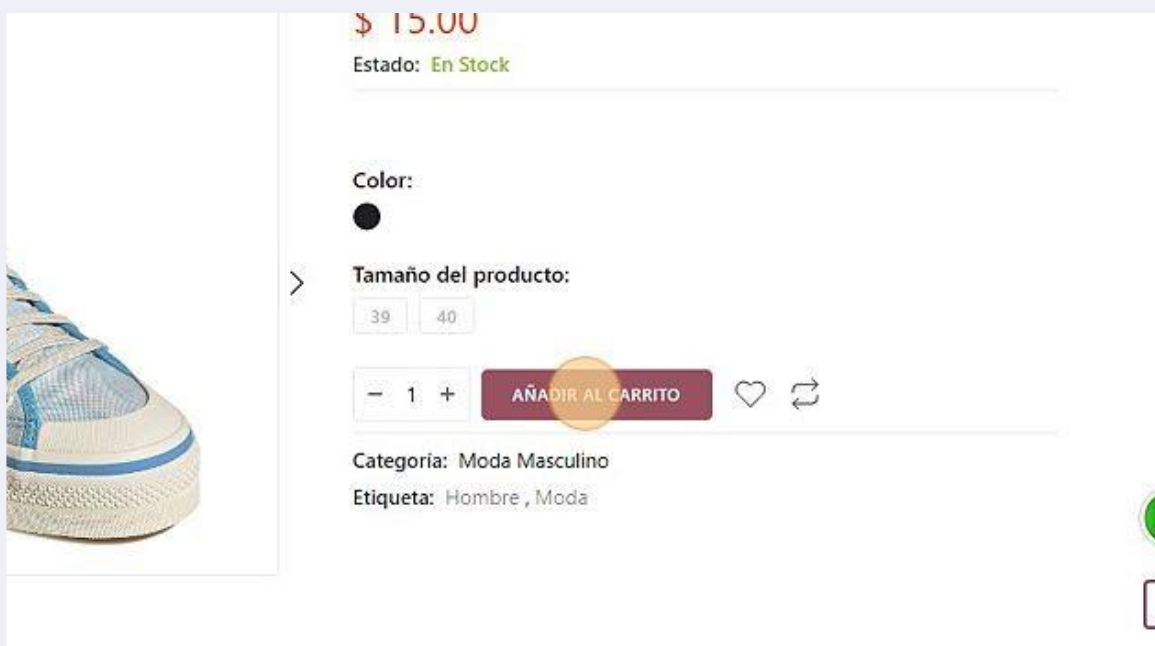 $ 15.00
Estado: En Stock
Color:
Tamaño del producto:
39 40
− 1 + AÑADIR AL CARRITO
Categoría: Moda Masculino
Etiqueta: Hombre , Moda